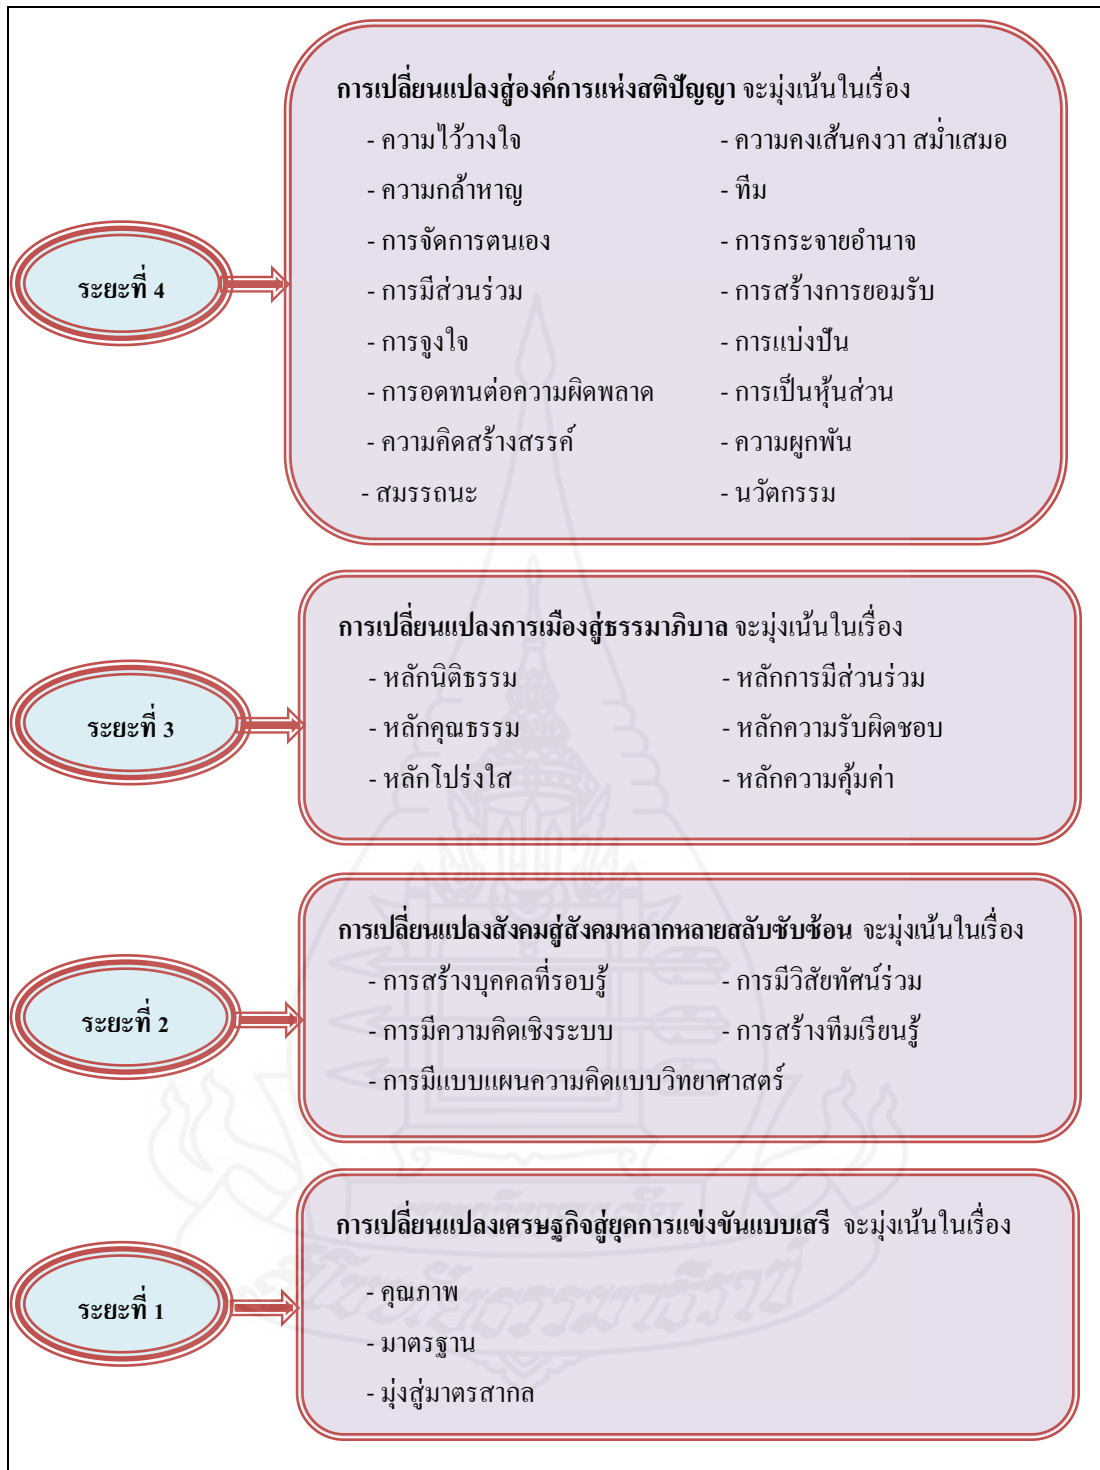 การเปลี่ยนแปลงสู่องค์การแห่งสติปัญญา จะมุ่งเน้นในเรื่อง
- ความไว้วางใจ - ความคงเส้นคงวา สม่ำเสมอ
- ความกล้าหาญ - ทีม
- การจัดการตนเอง - การกระจายอำนาจ
ระยะที่ 4
- การมีส่วนร่วม - การสร้างการยอมรับ
- การจูงใจ - การแบ่งปัน
- การอดทนต่อความผิดพลาด - การเป็นหุ้นส่วน
- ความคิดสร้างสรรค์ - ความผูกพัน
- สมรรถนะ - นวัตกรรม
การเปลี่ยนแปลงการเมืองสู่ธรรมาภิบาล จะมุ่งเน้นในเรื่อง
- หลักนิติธรรม - หลักการมีส่วนร่วม
ระยะที่ 3
- หลักคุณธรรม - หลักความรับผิดชอบ
- หลักโปร่งใส - หลักความคุ้มค่า
การเปลี่ยนแปลงสังคมสู่สังคมหลากหลายสลับซับซ้อน จะมุ่งเน้นในเรื่อง
- การสร้างบุคคลที่รอบรู้ - การมีวิสัยทัศน์ร่วม
ระยะที่ 2
- การมีความคิดเชิงระบบ - การสร้างทีมเรียนรู้
- การมีแบบแผนความคิดแบบวิทยาศาสตร์
การเปลี่ยนแปลงเศรษฐกิจสู่ยุคการแข่งขันแบบเสรี จะมุ่งเน้นในเรื่อง
- คุณภาพ
ระยะที่ 1
- มาตรฐาน
- มุ่งสู่มาตรสากล
มหาวิทยาลัย
สุโขทัยธรรมาธิราช